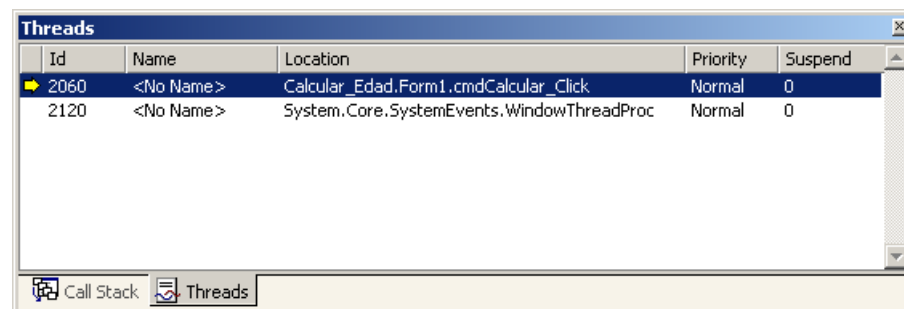 Threads
Id Name Location Priority Suspend
2060 <No Name> Calcular_Edad.Form1.cmdCalcular_Click Normal 0
2120 <No Name> System.Core.SystemEvents.WindowThreadProc Normal 0
Call Stack Threads